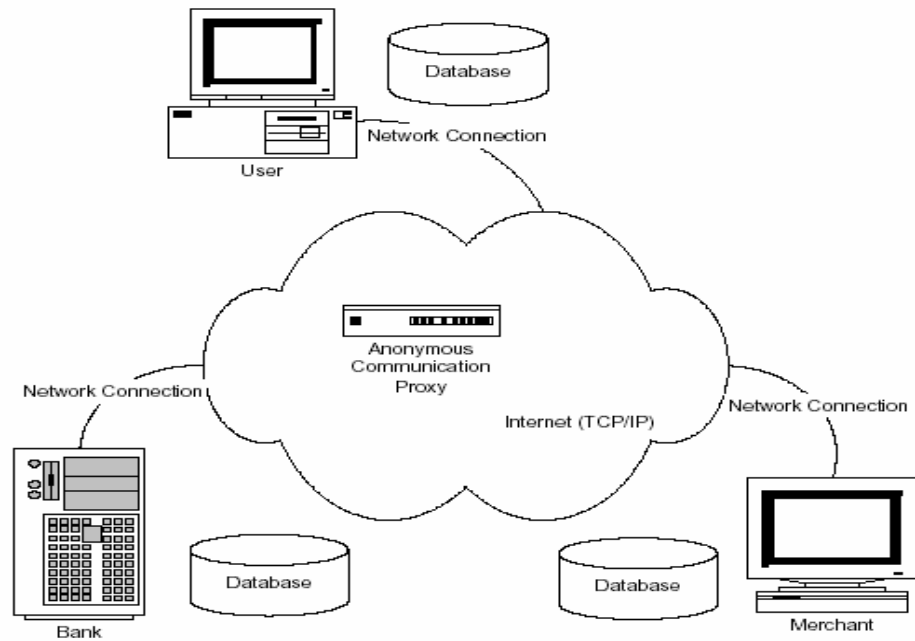 Database
Network Connection
User
Anonymous
Communication
Proxy
Network Connection
Internet (TCP/IP)
Network Connection
Database
Database
Bank
Merchant